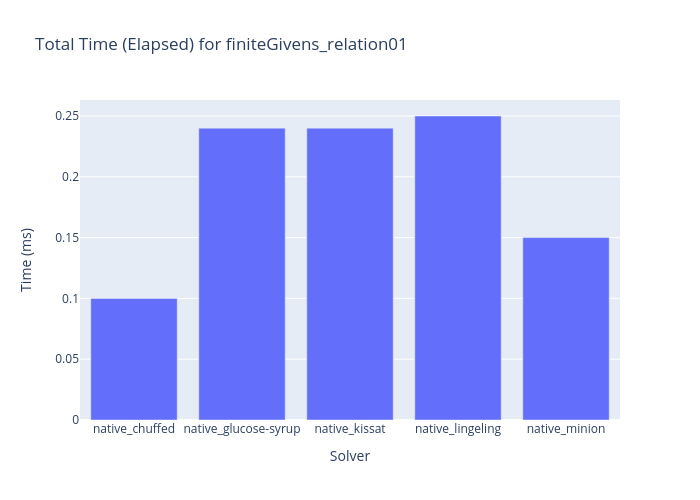 Total Time (Elapsed) for finiteGivens_relation01
0.25
0.2
0.15
0.1
0.05
0
Time (ms)
native_chuffed native_glucose-syrup native_kissat native_lingeling native_minion
Solver